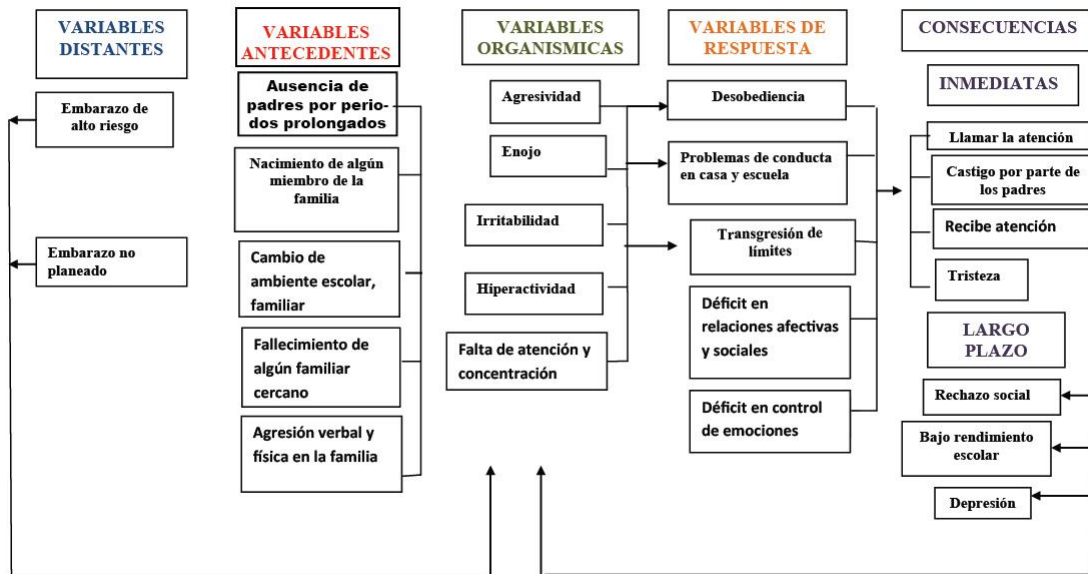 VARIABLES
DISTANTES
Embarazo de
alto riesgo
Embarazo no
planeado
VARIABLES
ANTECEDENTES
Ausencia de
padres por perio-
dos prolongados
Nacimiento de algún
miembro de la
familia
Cambio de
ambiente escolar,
familiar
Fallecimiento de
algún familiar
cercano
Agresión verbal y
física en la familia
VARIABLES
ORGANISMICAS
Agresividad
Enojo
Irritabilidad
Hiperactividad
Falta de atención y
concentración
VARIABLES DE
RESPUESTA
Desobediencia
Problemas de conducta
en casa y escuela
Transgresión de
límites
Déficit en
relaciones afectivas
y sociales
Déficit en control
de emociones
CONSECUENCIAS
INMEDIATAS
Llamar la atención
Castigo por parte de
los padres
Recibe atención
Tristeza
LARGO
PLAZO
Rechazo social
Bajo rendimiento
escolar
Depresión